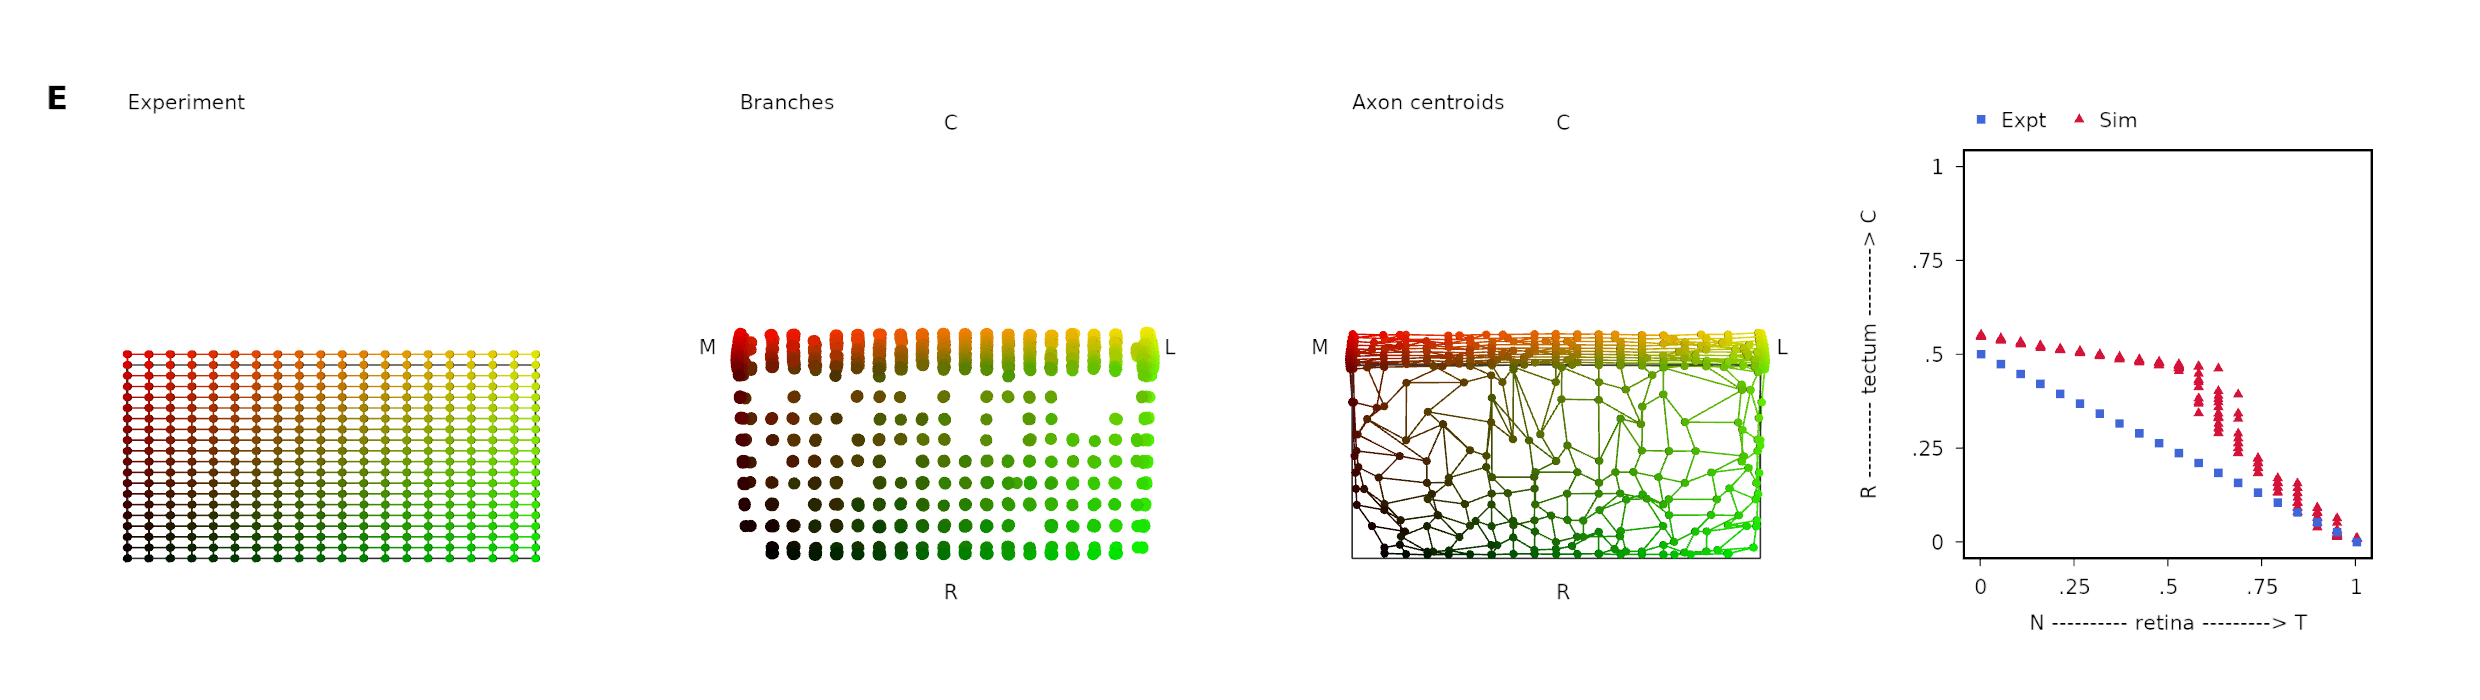 E
Experiment
Branches
C
M
L
R
Axon centroids
C
M
L
R
Expt
Sim
1
.75
.5
.25
0
R ---------- tectum ----------> C
0
.25
.5
.75
1
N ---------- retina ---------> T